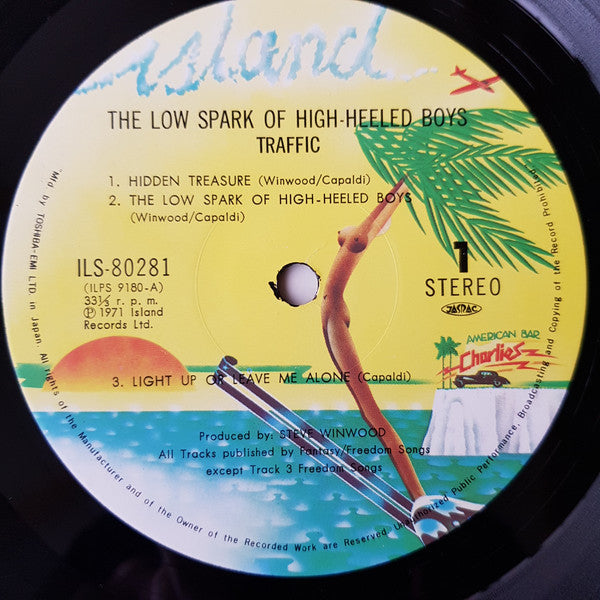 island
THE LOW SPARK OF HIGH-HEELED BOYS
TRAFFIC
1. HIDDEN TREASURE (Winwood/Capaldi)
2. THE LOW SPARK OF HIGH-HEELED BOYS
(Winwood/Capaldi)
ILS-80281
(ILPS 9180-A)
33⅓ r. p. m.
Ⓟ 1971 Island
Records Ltd.
1
STEREO
JASRAC
AMERICAN BAR
Charlies
3. LIGHT UP OR LEAVE ME ALONE (Capaldi)
Produced by: STEVE WINWOOD
All Tracks published by Fantasy/Freedom Songs
except Track 3 Freedom Songs
Mfd by TOSHIBA-EMI LTD. in Japan. All rights of the Manufacturer and of the Owner of the Recorded Work are Reserved. Unauthorized Public Performance, Broadcasting and Copying of the Record Prohibited